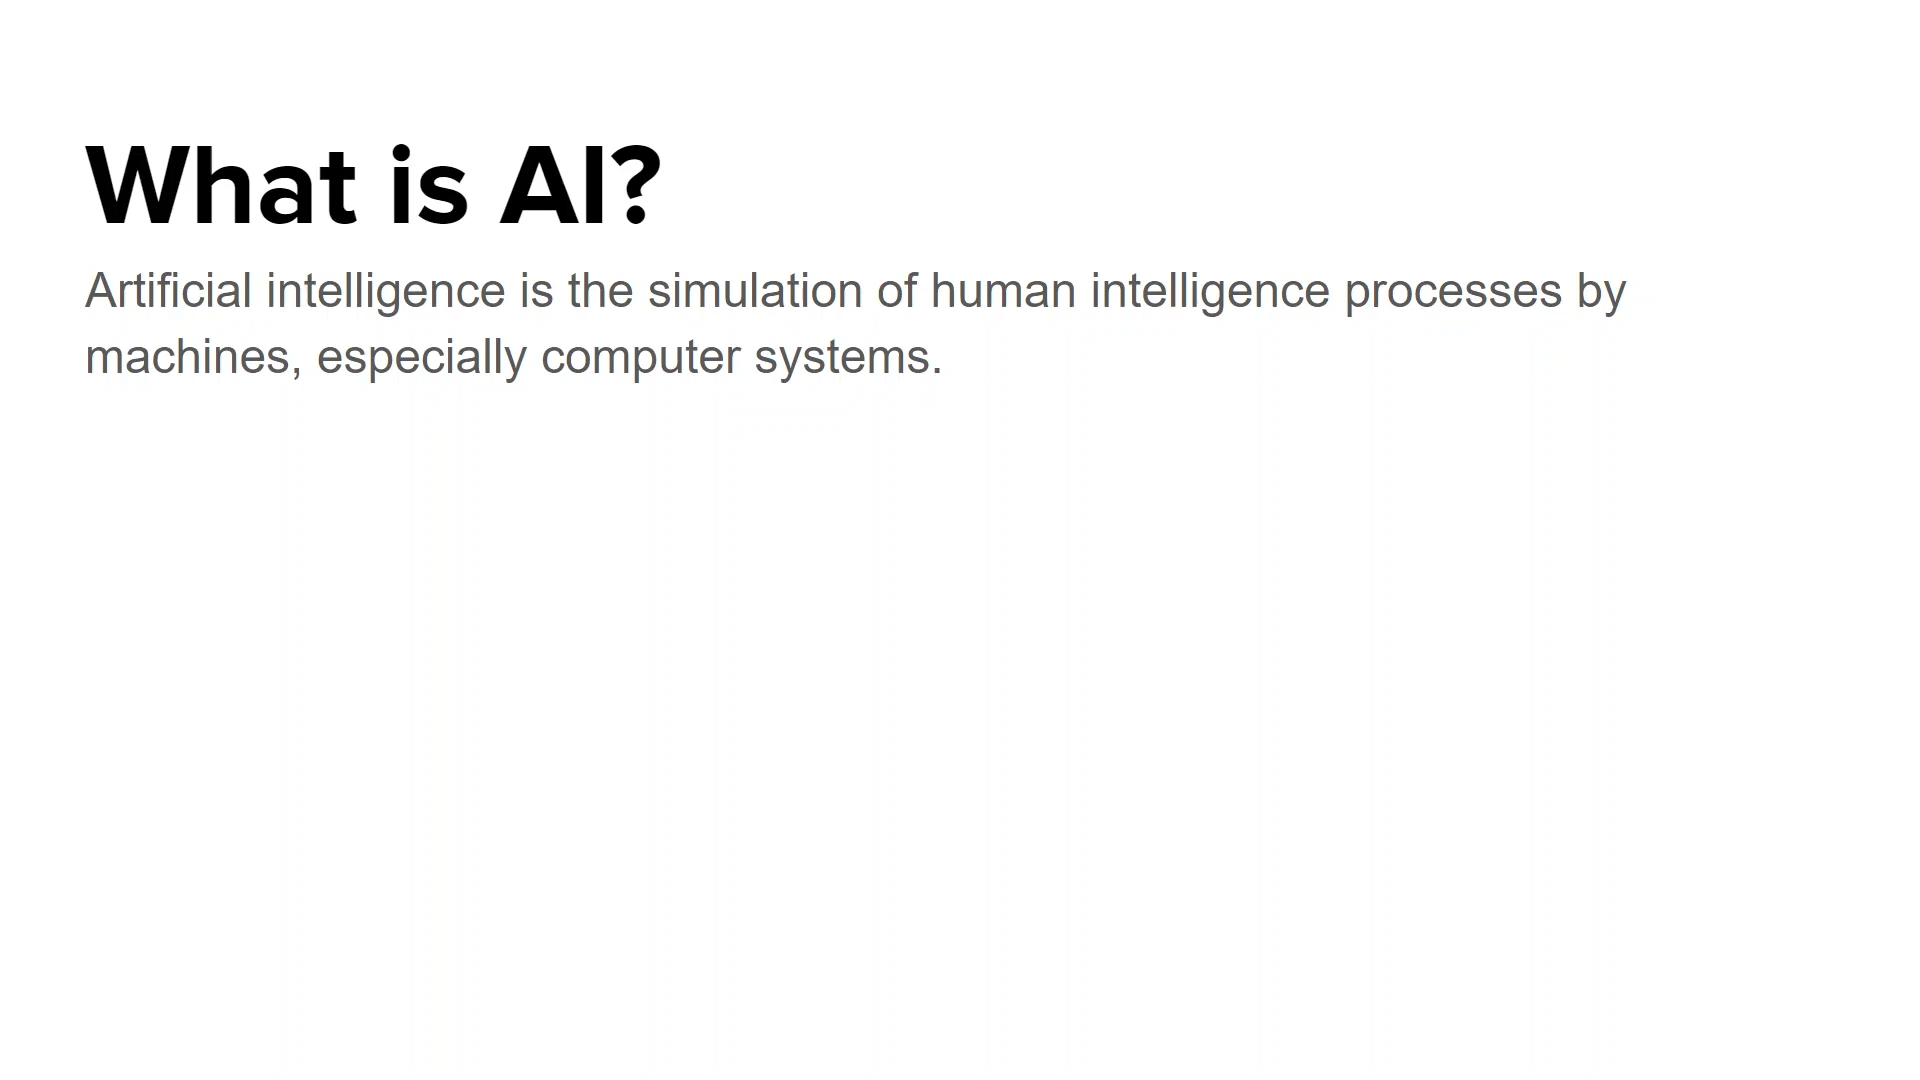 What is AI?
Artificial intelligence is the simulation of human intelligence processes by
machines, especially computer systems.